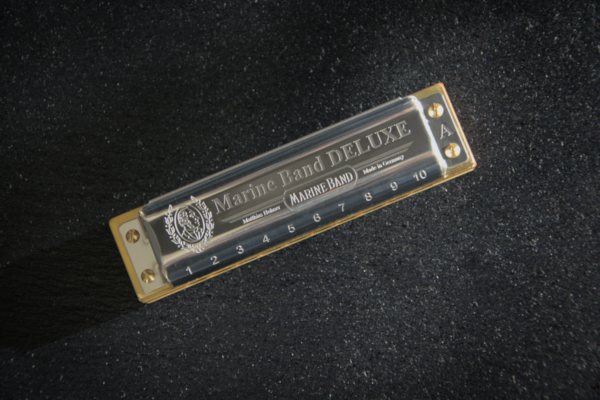 Marine Band DELUXE
Matthias Hohner MARINE BAND Made in Germany
1 2 3 4 5 6 7 8 9 10
A